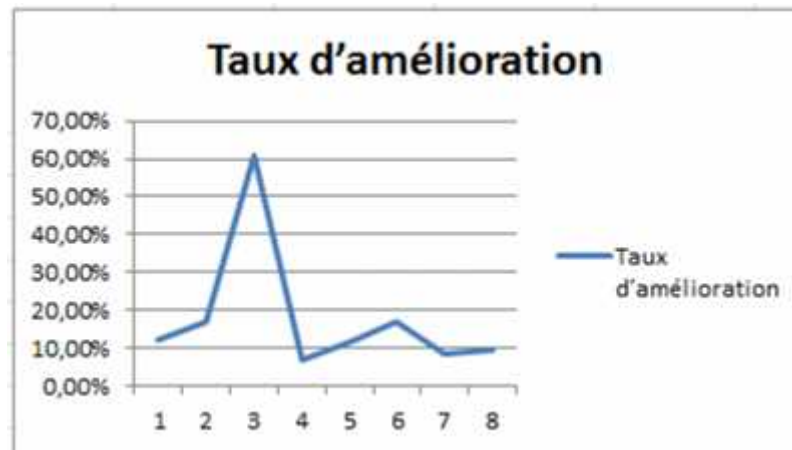 Taux d'amélioration
70,00%
60,00%
50,00%
40,00%
30,00%
20,00%
10,00%
0,00%
1 2 3 4 5 6 7 8
Taux
d'amélioration